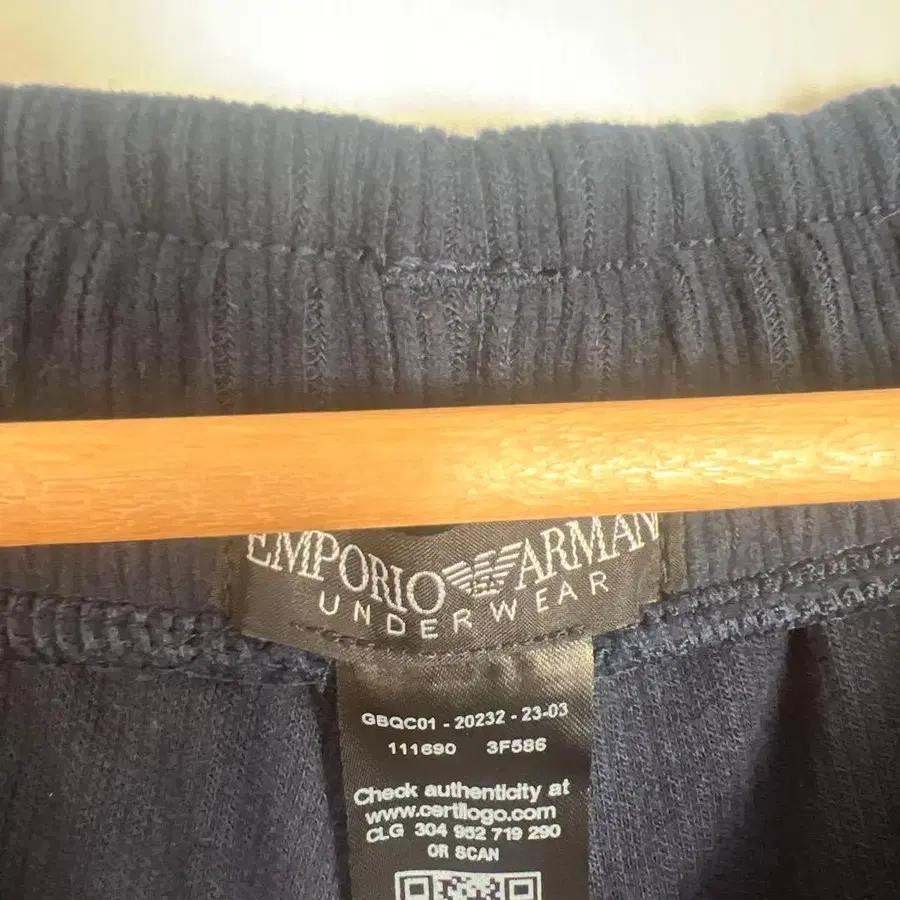 EMPORIO ARMANI
UNDERWEAR
GBQC01 - 20232 - 23-03
111690 3F586
Check authenticity at
www.certilogo.com
CLG 304 952 719 290
OR SCAN